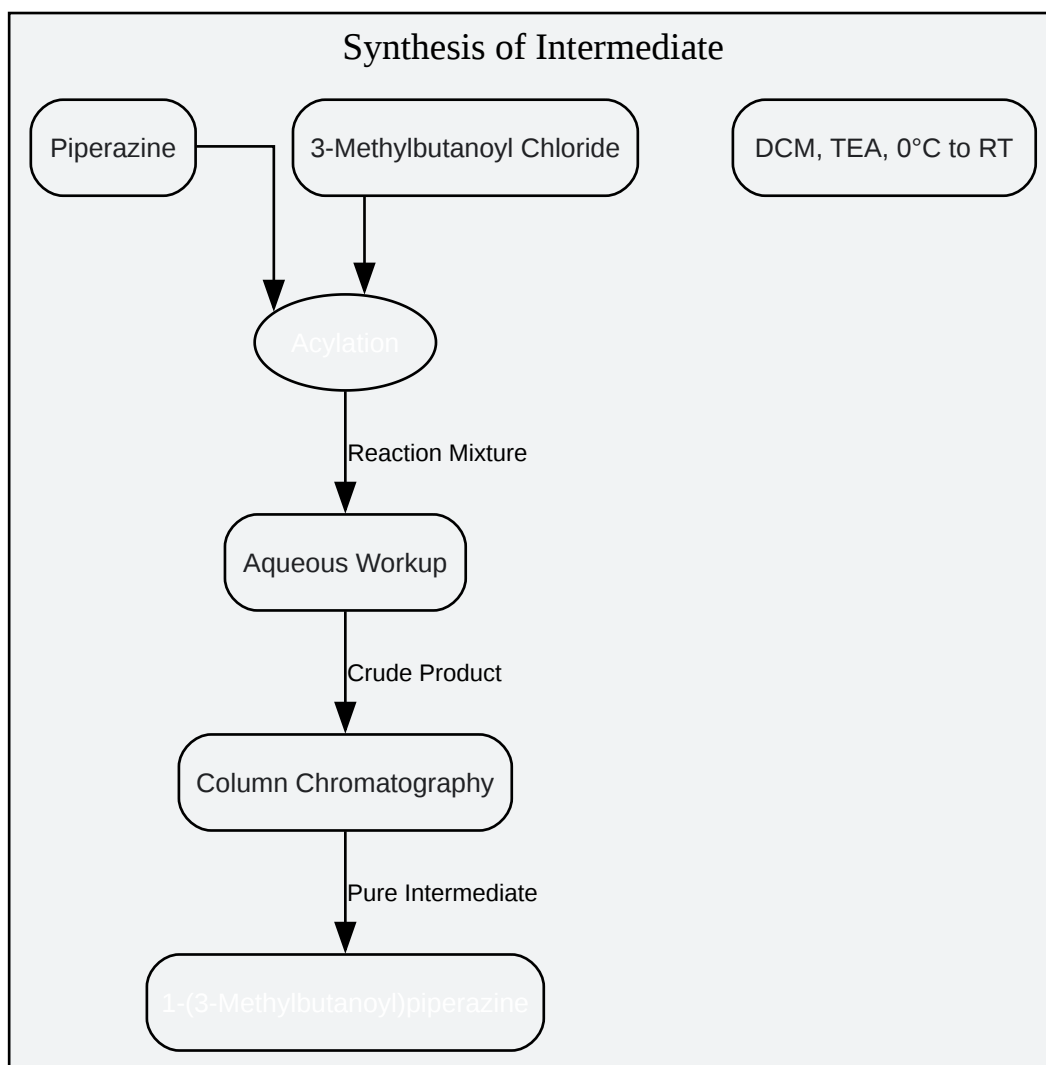 Synthesis of Intermediate
Piperazine
3-Methylbutanoyl Chloride
DCM, TEA, 0°C to RT
Acylation
Reaction Mixture
Aqueous Workup
Crude Product
Column Chromatography
Pure Intermediate
1-(3-Methylbutanoyl)piperazine